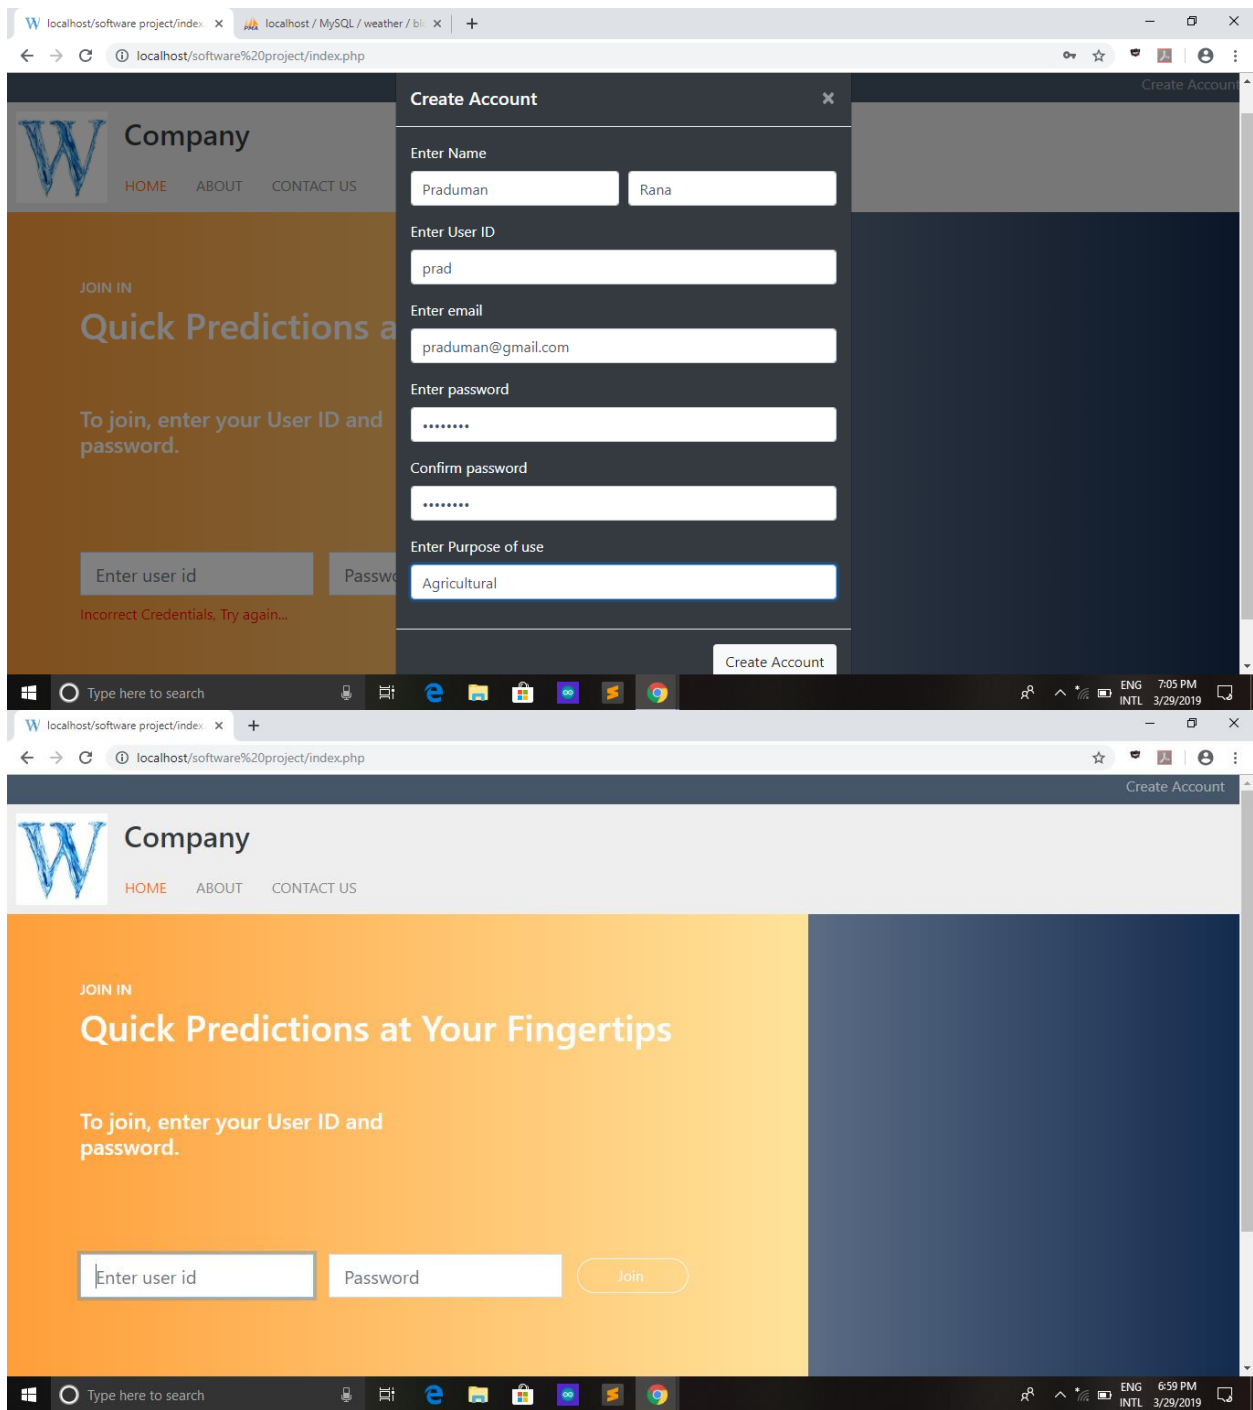 localhost/software project/index.
localhost / MySQL / weather / bl
localhost/software%20project/index.php
Create Account
Create Account
W
Company
HOME ABOUT CONTACT US
Enter Name
Praduman Rana
Enter User ID
prad
JOIN IN
Quick Predictions a
Enter email
praduman@gmail.com
Enter password
••••••••
To join, enter your User ID and
password.
Confirm password
••••••••
Enter Purpose of use
Agricultural
Enter user id Passwo
Incorrect Credentials, Try again...
Create Account
Type here to search
ENG 7:05 PM
INTL 3/29/2019
localhost/software project/index.
localhost/software%20project/index.php
Create Account
W
Company
HOME ABOUT CONTACT US
JOIN IN
Quick Predictions at Your Fingertips
To join, enter your User ID and
password.
Enter user id Password Join
Type here to search
ENG 6:59 PM
INTL 3/29/2019